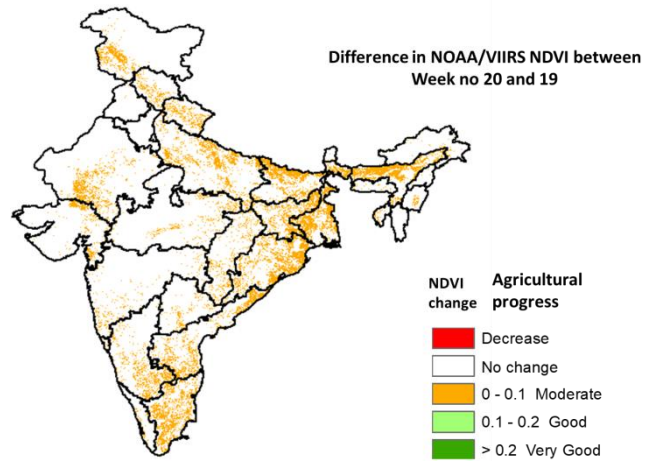 Difference in NOAA/VIIRS NDVI between
Week no 20 and 19
NDVI change Agricultural progress
Decrease
No change
0 - 0.1 Moderate
0.1 - 0.2 Good
> 0.2 Very Good